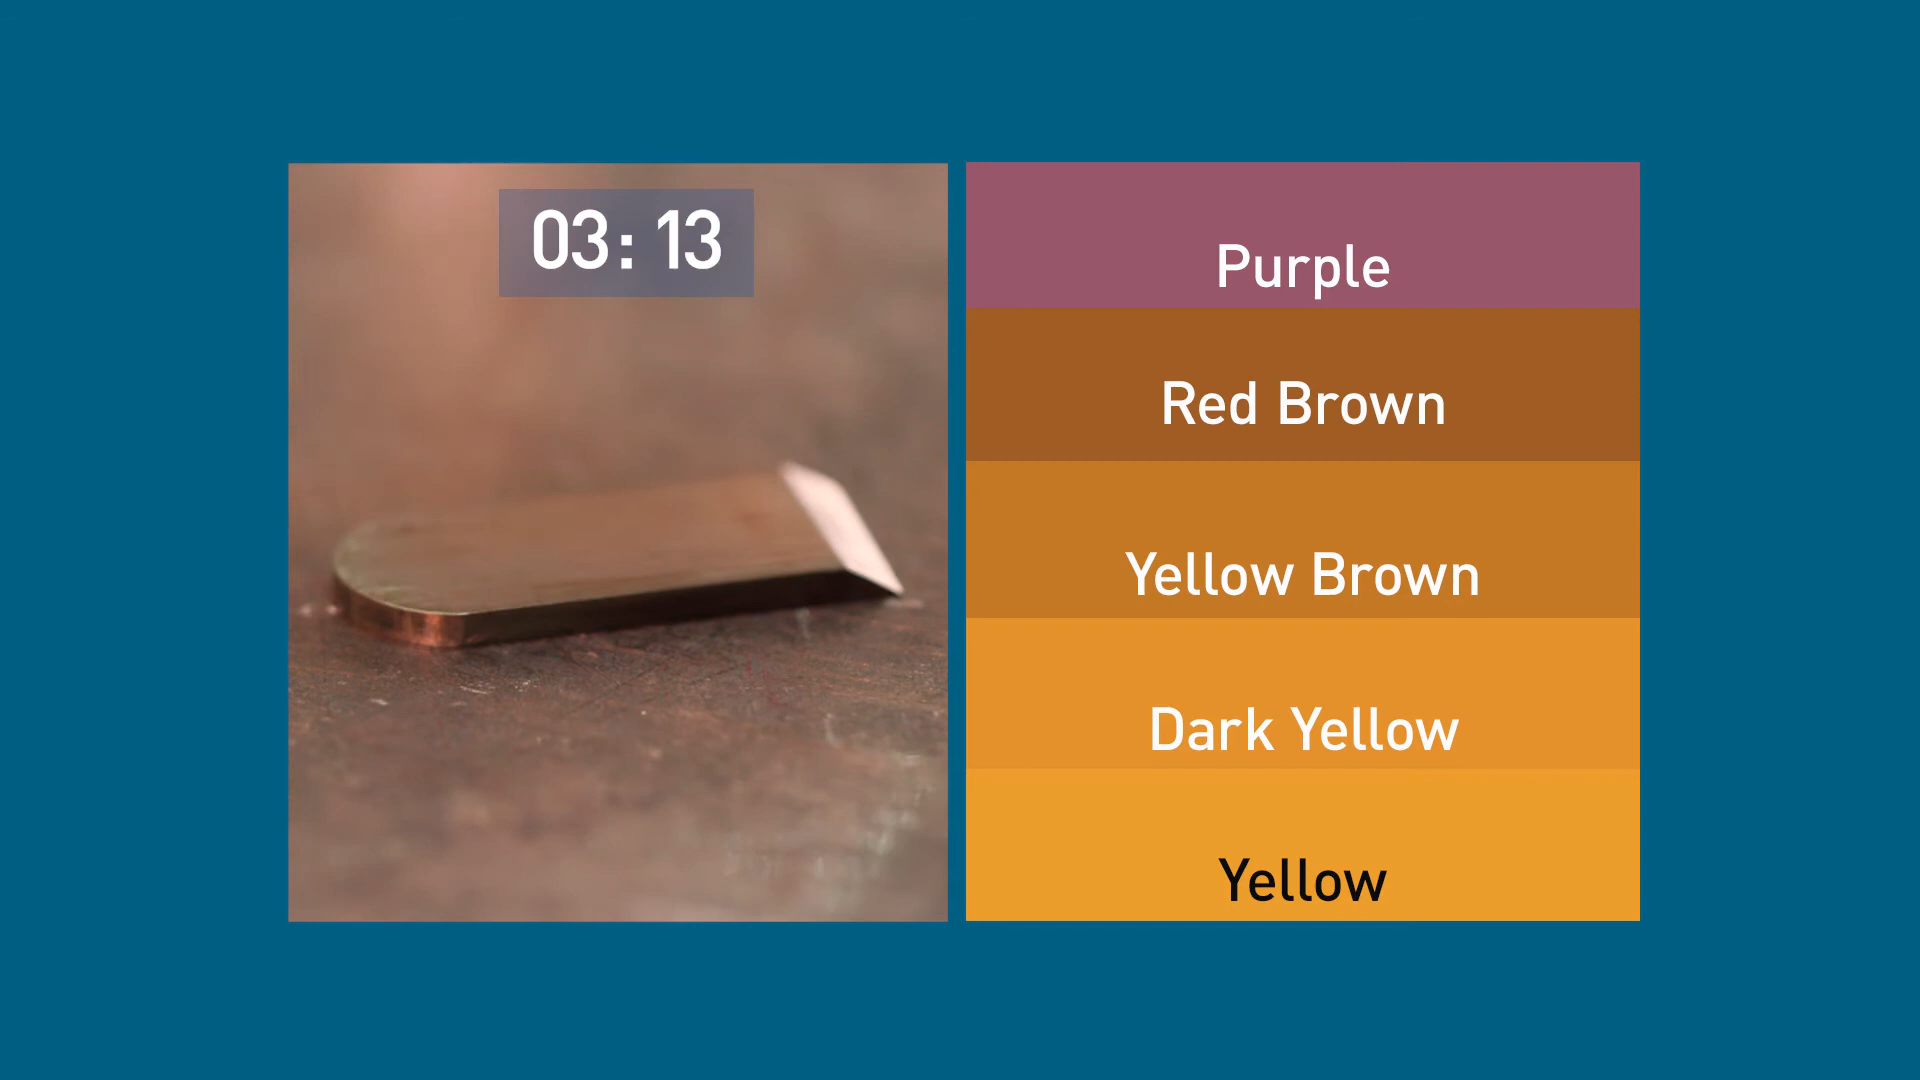 03: 13
Purple
Red Brown
Yellow Brown
Dark Yellow
Yellow